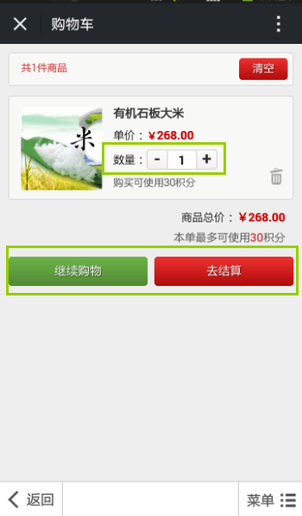 购物车
共1件商品
清空
有机石板大米
单价：￥268.00
数量： - 1 +
购买可使用30积分
米
商品总价：￥268.00
本单最多可使用30积分
继续购物
去结算
返回
菜单